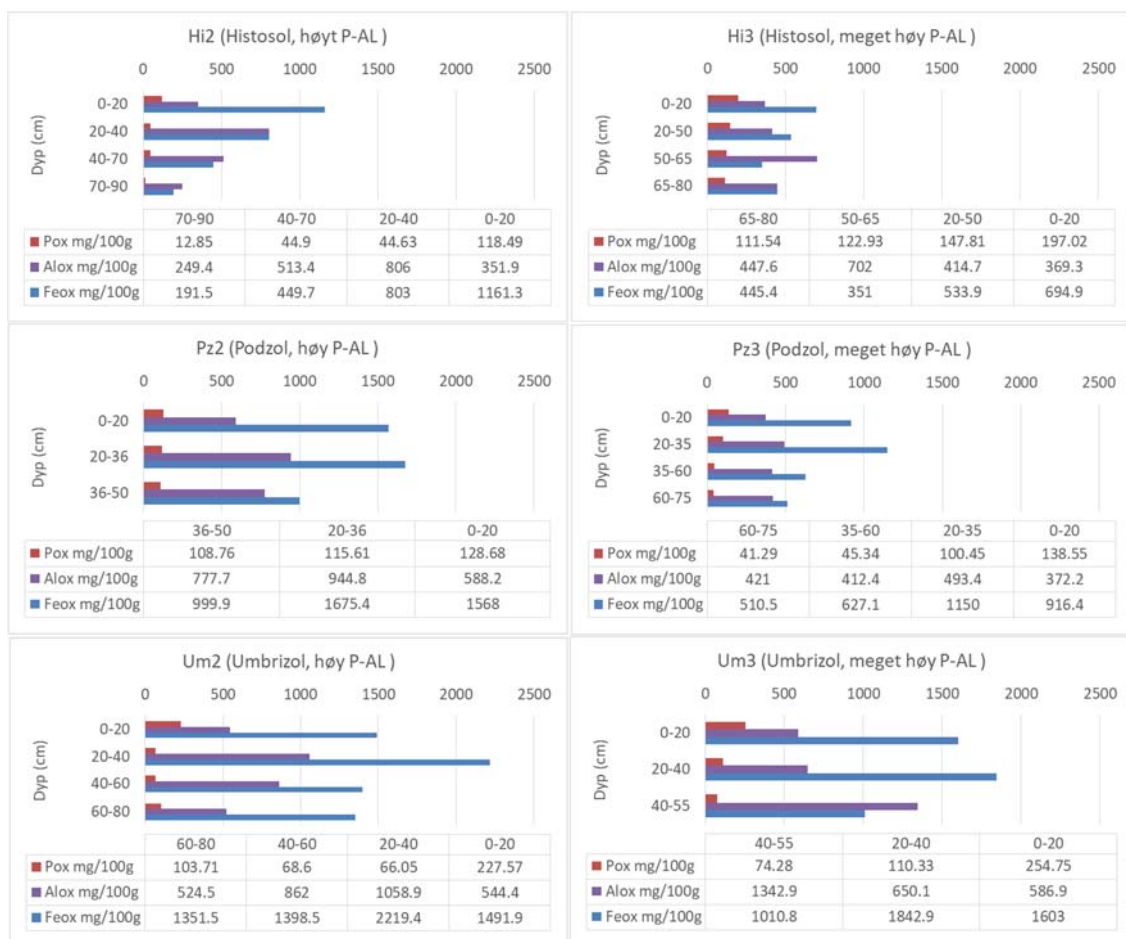 Hi2 (Histosol, høyt P-AL )
0 500 1000 1500 2000 2500
Dyp (cm)
0-20
20-40
40-70
70-90
70-90 40-70 20-40 0-20
Pox mg/100g 12.85 44.9 44.63 118.49
Alox mg/100g 249.4 513.4 806 351.9
Feox mg/100g 191.5 449.7 803 1161.3
Hi3 (Histosol, meget høy P-AL )
0 500 1000 1500 2000 2500
Dyp (cm)
0-20
20-50
50-65
65-80
65-80 50-65 20-50 0-20
Pox mg/100g 111.54 122.93 147.81 197.02
Alox mg/100g 447.6 702 414.7 369.3
Feox mg/100g 445.4 351 533.9 694.9
Pz2 (Podzol, høy P-AL )
0 500 1000 1500 2000 2500
Dyp (cm)
0-20
20-36
36-50
36-50 20-36 0-20
Pox mg/100g 108.76 115.61 128.68
Alox mg/100g 777.7 944.8 588.2
Feox mg/100g 999.9 1675.4 1568
Pz3 (Podzol, meget høy P-AL )
0 500 1000 1500 2000 2500
Dyp (cm)
0-20
20-35
35-60
60-75
60-75 35-60 20-35 0-20
Pox mg/100g 41.29 45.34 100.45 138.55
Alox mg/100g 421 412.4 493.4 372.2
Feox mg/100g 510.5 627.1 1150 916.4
Um2 (Umbrizol, høy P-AL )
0 500 1000 1500 2000 2500
Dyp (cm)
0-20
20-40
40-60
60-80
60-80 40-60 20-40 0-20
Pox mg/100g 103.71 68.6 66.05 227.57
Alox mg/100g 524.5 862 1058.9 544.4
Feox mg/100g 1351.5 1398.5 2219.4 1491.9
Um3 (Umbrizol, meget høy P-AL )
0 500 1000 1500 2000 2500
Dyp (cm)
0-20
20-40
40-55
40-55 20-40 0-20
Pox mg/100g 74.28 110.33 254.75
Alox mg/100g 1342.9 650.1 586.9
Feox mg/100g 1010.8 1842.9 1603